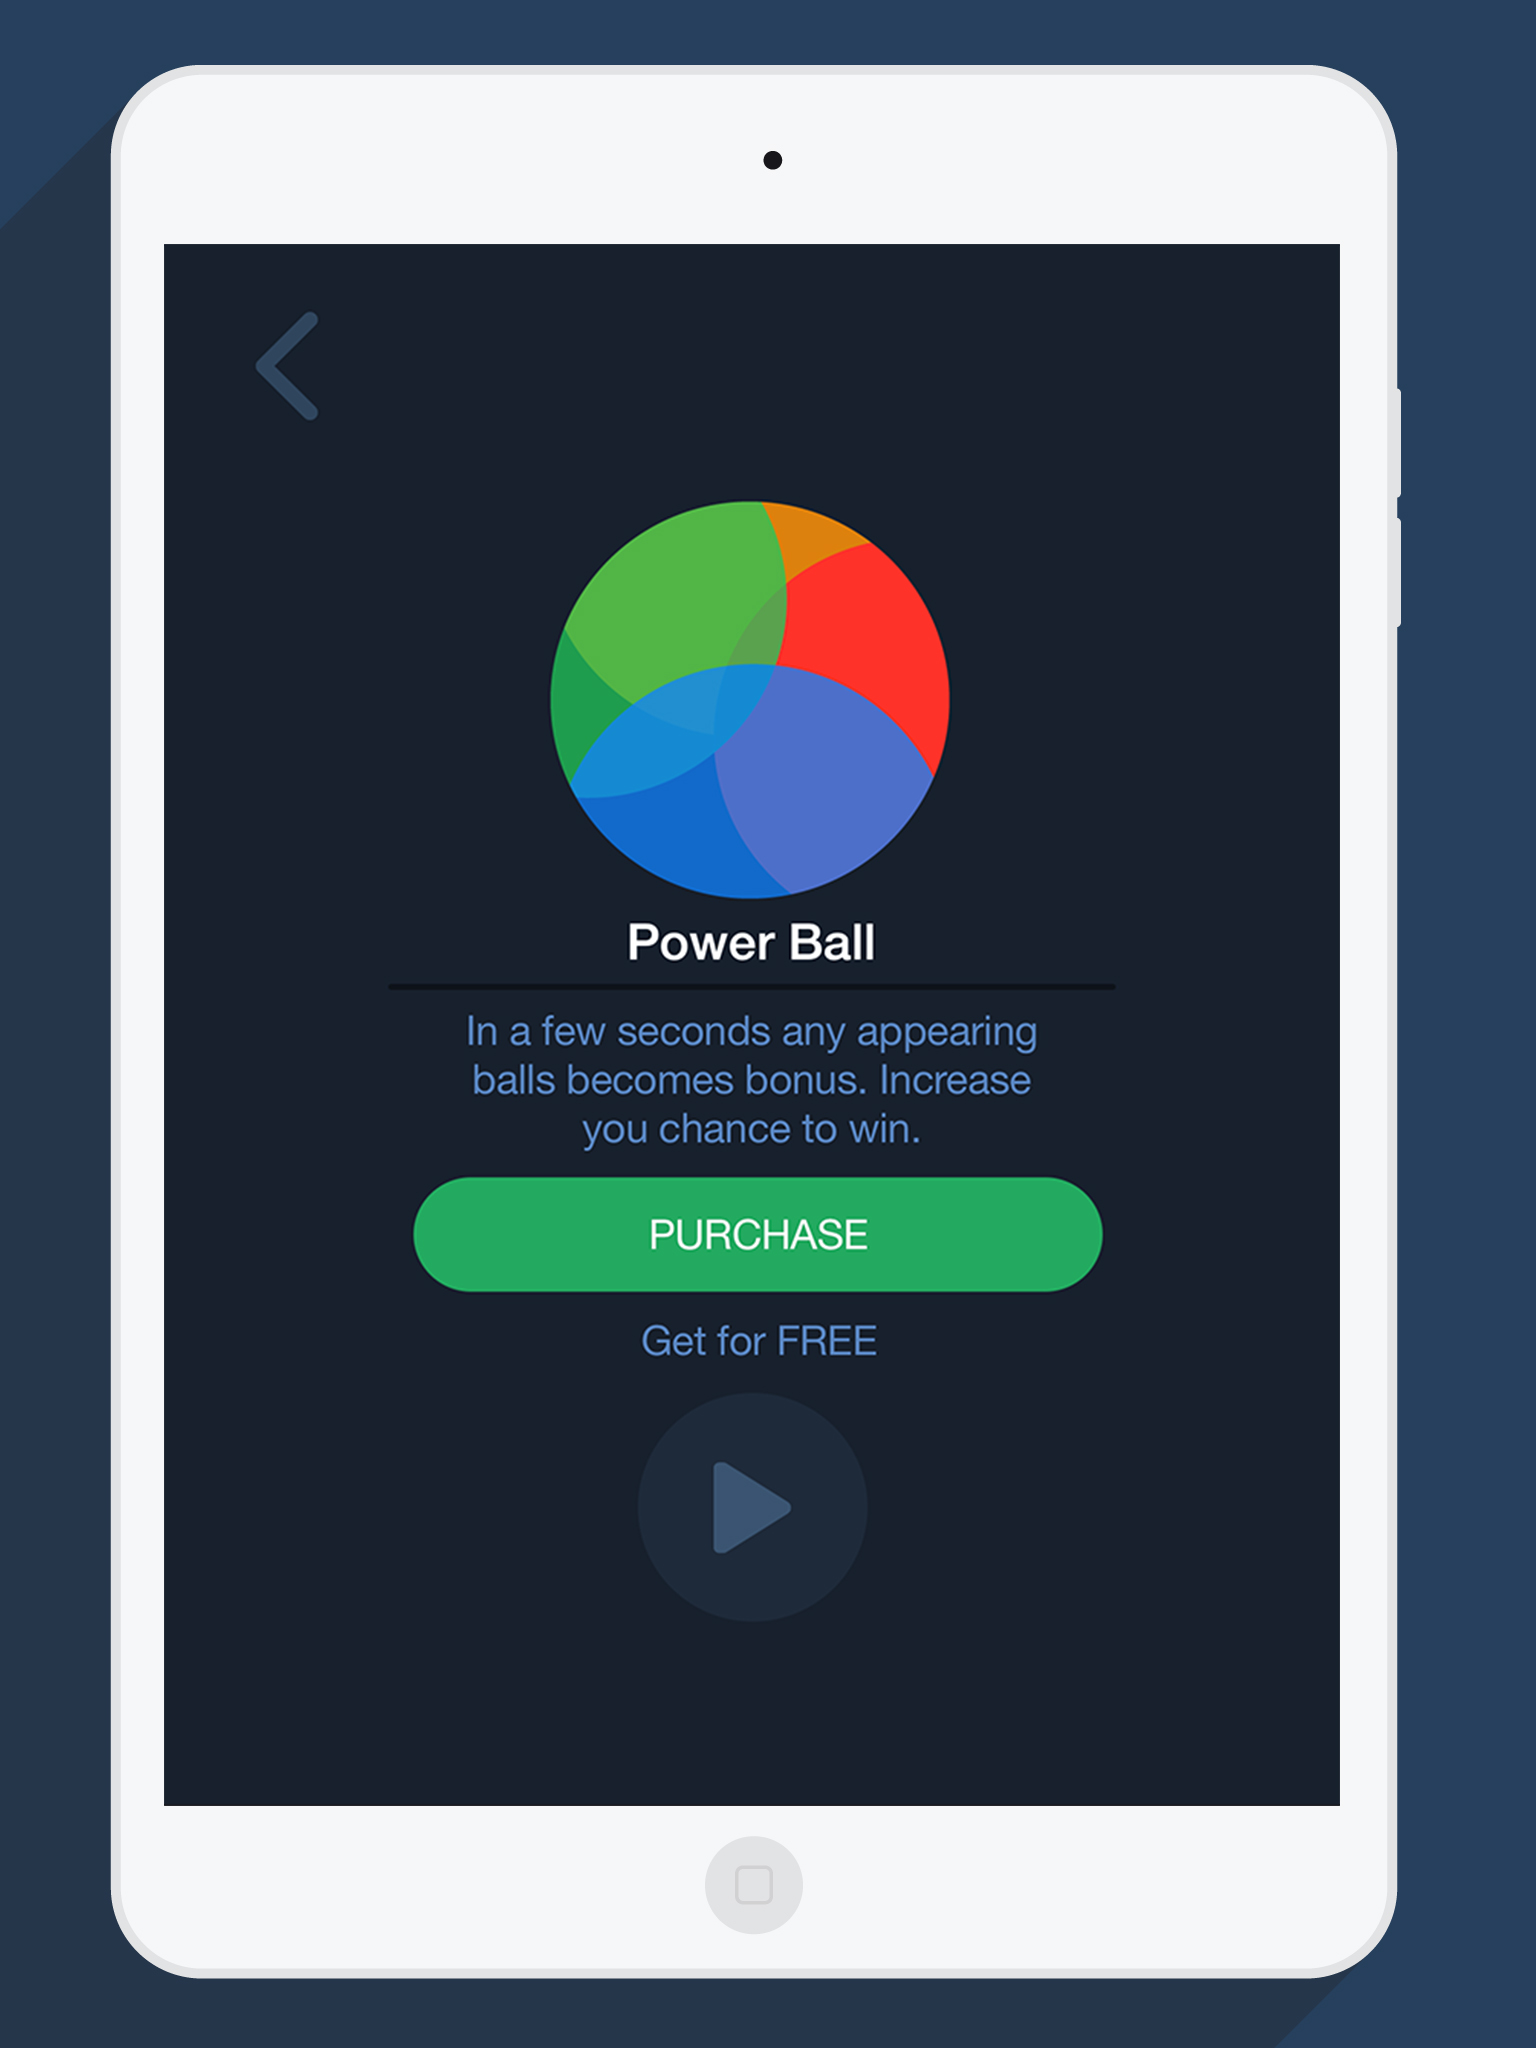 Power Ball
In a few seconds any appearing
balls becomes bonus. Increase
you chance to win.
PURCHASE
Get for FREE